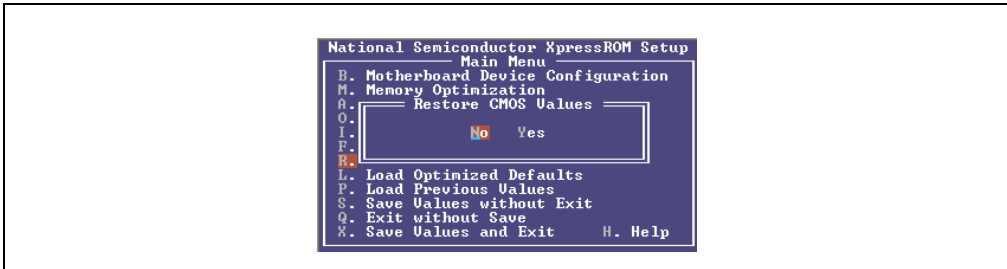 National Semiconductor XpressROM Setup
Main Menu
B. Motherboard Device Configuration
M. Memory Optimization
A.
Restore CMOS Values
O.
I.
No Yes
F.
R.
L. Load Optimized Defaults
P. Load Previous Values
S. Save Values without Exit
Q. Exit without Save
X. Save Values and Exit H. Help